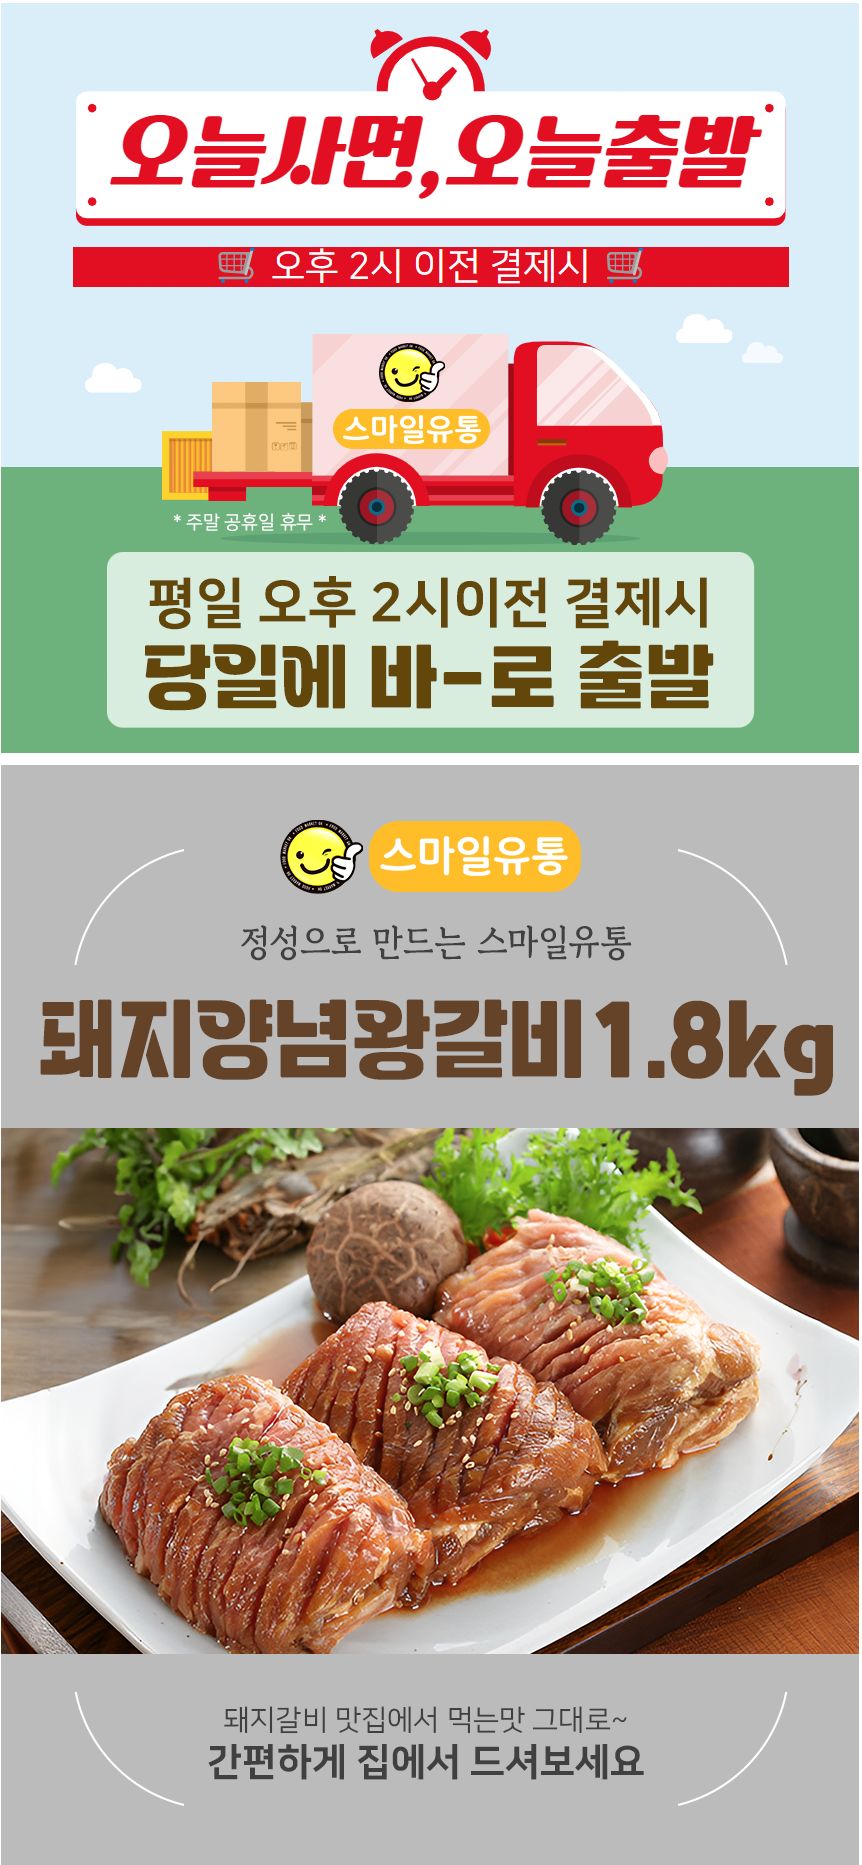 오늘사면,오늘출발
오후 2시 이전 결제시
스마일유통
* 주말 공휴일 휴무 *
평일 오후 2시이전 결제시
당일에 바-로 출발
스마일유통
정성으로 만드는 스마일유통
돼지양념왕갈비1.8kg
돼지갈비 맛집에서 먹는맛 그대로~
간편하게 집에서 드셔보세요